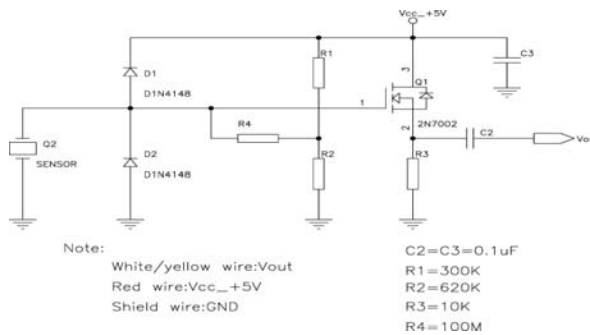 Vcc_+5V
R1
C3
D1
D1N4148
3
Q1
1
R4
2N7002
2
C2
Vo
Q2
SENSOR
D2
D1N4148
R2
R3
Note:
White/yellow wire:Vout
Red wire:Vcc_+5V
Shield wire:GND
C2=C3=0.1uF
R1=300K
R2=620K
R3=10K
R4=100M